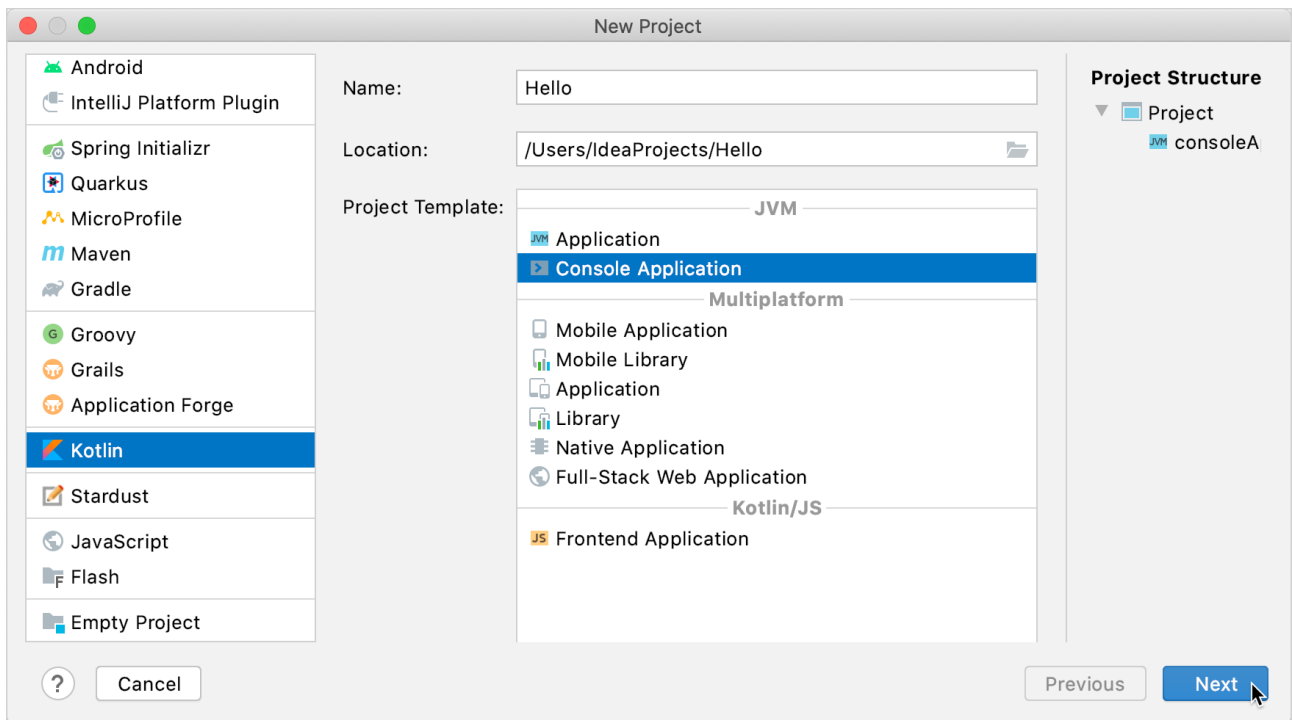 New Project
Android
IntelliJ Platform Plugin
Spring Initializr
Quarkus
MicroProfile
Maven
Gradle
Groovy
Grails
Application Forge
Kotlin
Stardust
JavaScript
Flash
Empty Project
Name: Hello
Location: /Users/IdeaProjects/Hello
Project Template:
JVM
JVM Application
Console Application
Multiplatform
Mobile Application
Mobile Library
Application
Library
Native Application
Full-Stack Web Application
Kotlin/JS
JS Frontend Application
Project Structure
Project
JVM consoleA
? Cancel
Previous Next